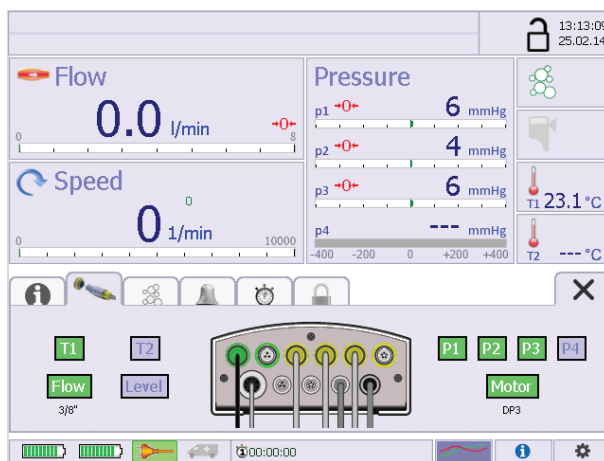 13:13:09
25.02.14
Flow
0.0 l/min
→0←
0 8
Speed
0
0 1/min
0 10000
Pressure
p1 →0← 6 mmHg
p2 →0← 4 mmHg
p3 →0← 6 mmHg
p4 --- mmHg
-400 -200 0 +200 +400
T1 23.1 °C
T2 --- °C
T1 T2
Flow Level
3/8"
P1 P2 P3 P4
Motor
DP3
00:00:00